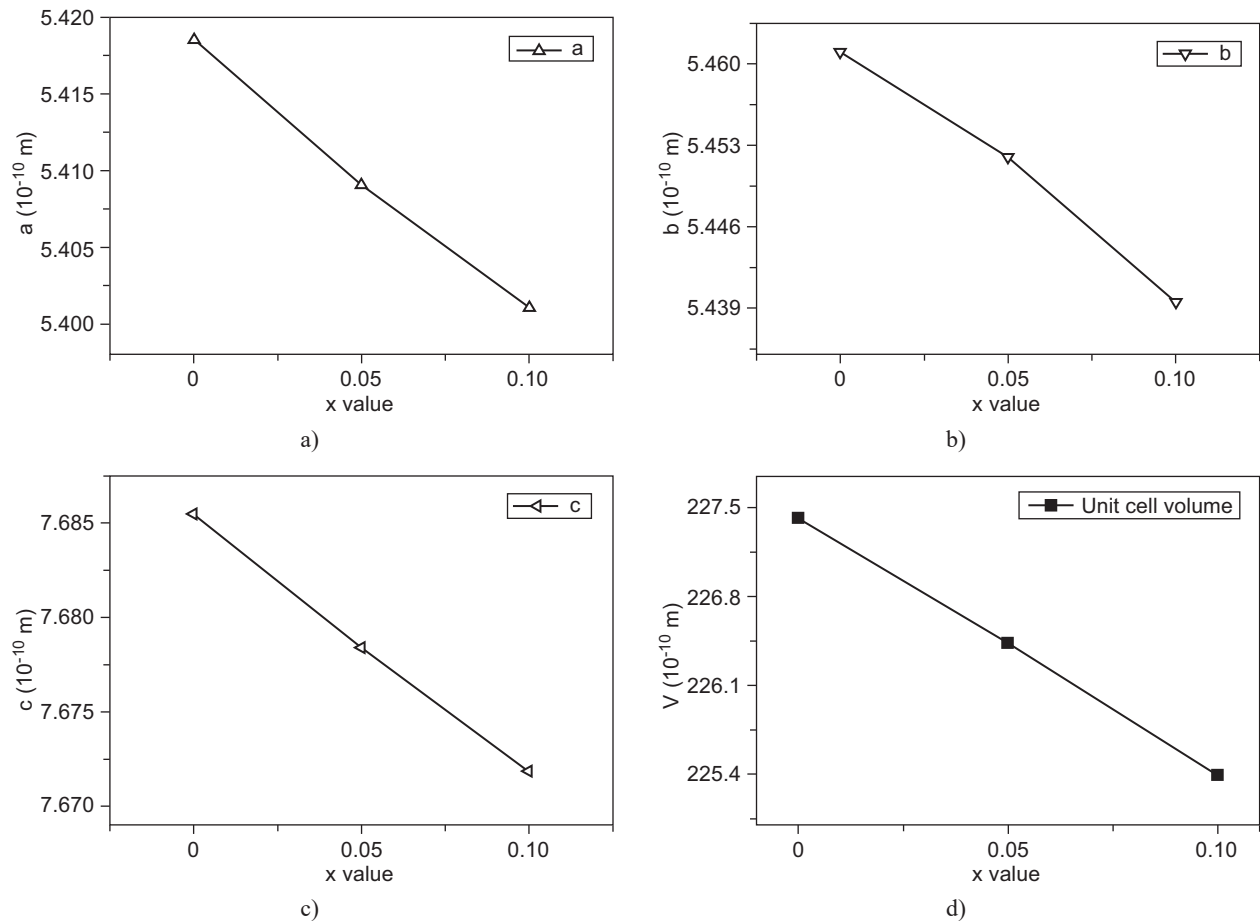 5.420
5.415
5.410
5.405
5.400
a (10⁻¹⁰ m)
a
0 0.05 0.10
x value
a)
5.460
5.453
5.446
5.439
b (10⁻¹⁰ m)
b
0 0.05 0.10
x value
b)
7.685
7.680
7.675
7.670
c (10⁻¹⁰ m)
c
0 0.05 0.10
x value
c)
227.5
226.8
226.1
225.4
V (10⁻¹⁰ m)
Unit cell volume
0 0.05 0.10
x value
d)